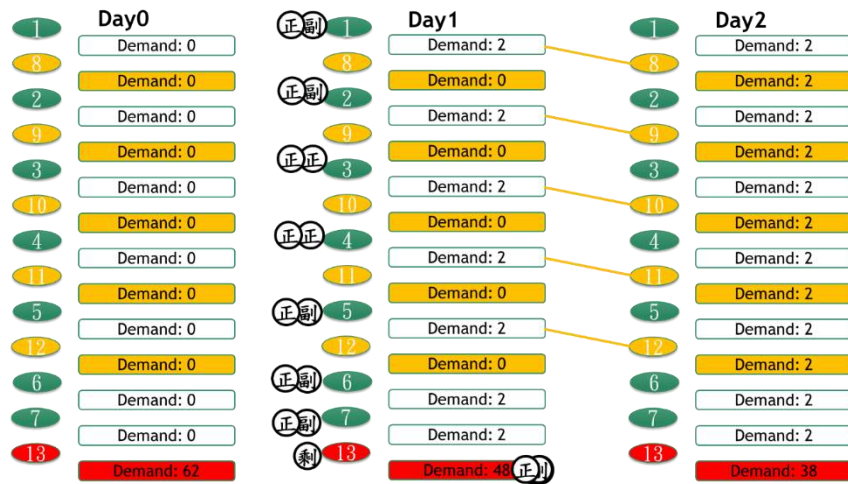 Day0
1
Demand: 0
8
Demand: 0
2
Demand: 0
9
Demand: 0
3
Demand: 0
10
Demand: 0
4
Demand: 0
11
Demand: 0
5
Demand: 0
12
Demand: 0
6
Demand: 0
7
Demand: 0
13
Demand: 62
Day1
正副 1
Demand: 2
8
Demand: 0
正副 2
Demand: 2
9
Demand: 0
正正 3
Demand: 2
10
Demand: 0
正正 4
Demand: 2
11
Demand: 0
正副 5
Demand: 2
12
Demand: 0
正副 6
Demand: 2
正副 7
Demand: 2
剩 13
Demand: 48 正
Day2
1
Demand: 2
8
Demand: 2
2
Demand: 2
9
Demand: 2
3
Demand: 2
10
Demand: 2
4
Demand: 2
11
Demand: 2
5
Demand: 2
12
Demand: 2
6
Demand: 2
7
Demand: 2
13
Demand: 38